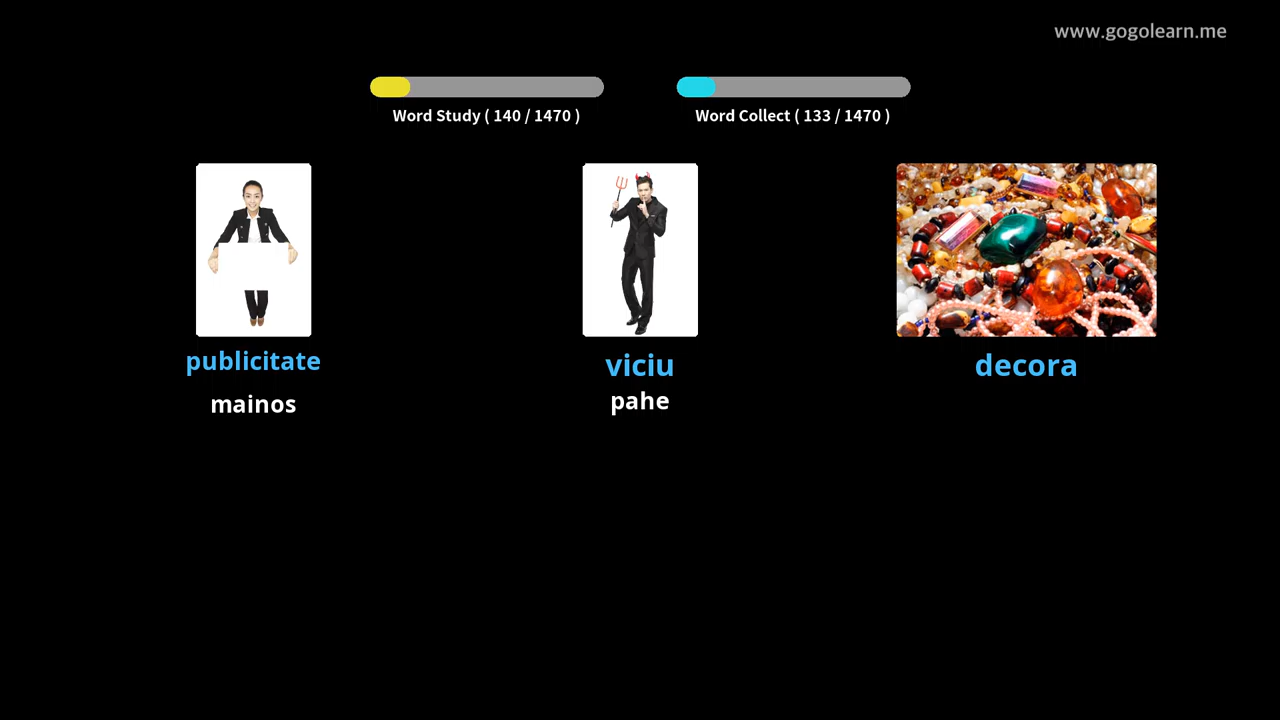 www.gogolearn.me
Word Study ( 140 / 1470 )
Word Collect ( 133 / 1470 )
publicitate
mainos
viciu
pahe
decora